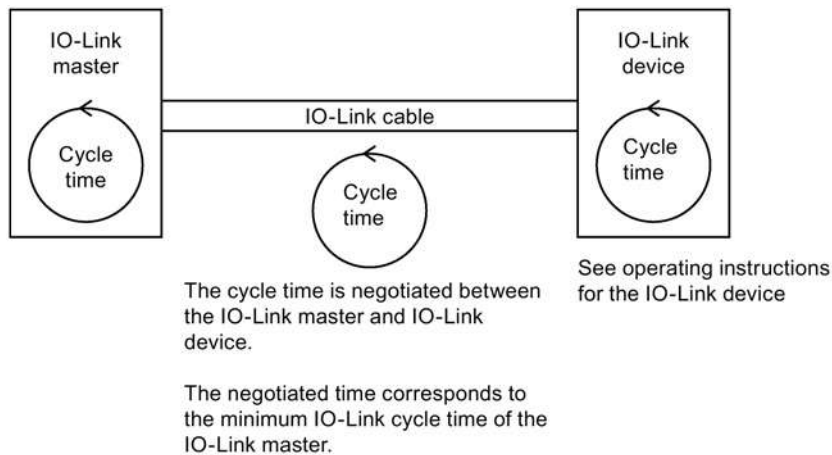 IO-Link
master
Cycle
time
IO-Link cable
Cycle
time
IO-Link
device
Cycle
time
See operating instructions
for the IO-Link device
The cycle time is negotiated between
the IO-Link master and IO-Link
device.
The negotiated time corresponds to
the minimum IO-Link cycle time of the
IO-Link master.